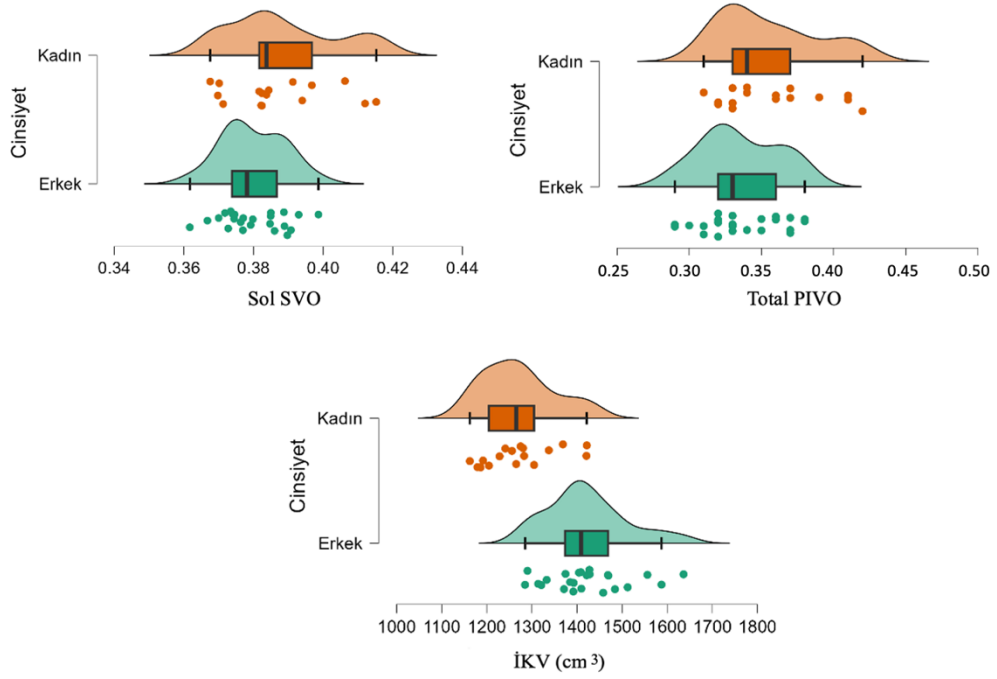 Cinsiyet
Kadın
Erkek
0.34 0.36 0.38 0.40 0.42 0.44
Sol SVO
Cinsiyet
Kadın
Erkek
0.25 0.30 0.35 0.40 0.45 0.50
Total PIVO
Cinsiyet
Kadın
Erkek
1000 1100 1200 1300 1400 1500 1600 1700 1800
İKV (cm³)